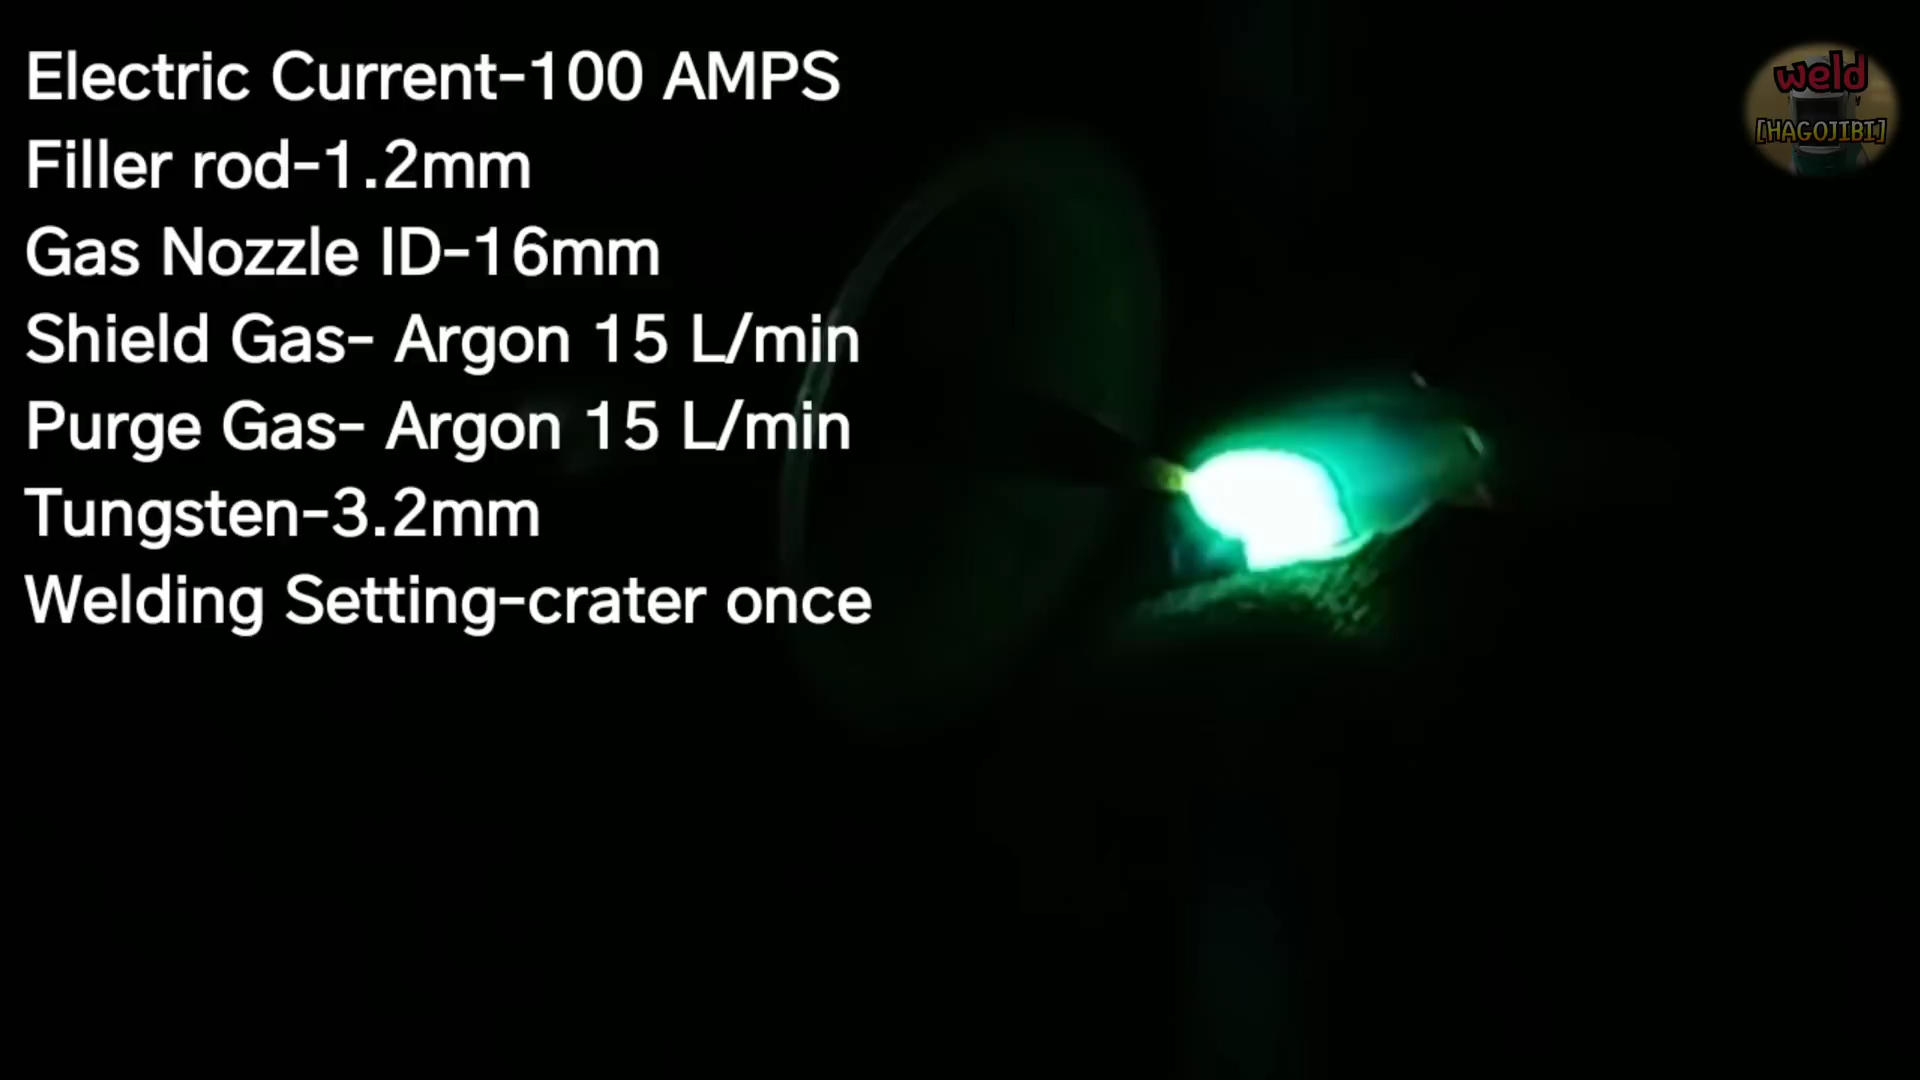 Electric Current-100 AMPS
Filler rod-1.2mm
Gas Nozzle ID-16mm
Shield Gas- Argon 15 L/min
Purge Gas- Argon 15 L/min
Tungsten-3.2mm
Welding Setting-crater once
weld
[HAGOJIBI]